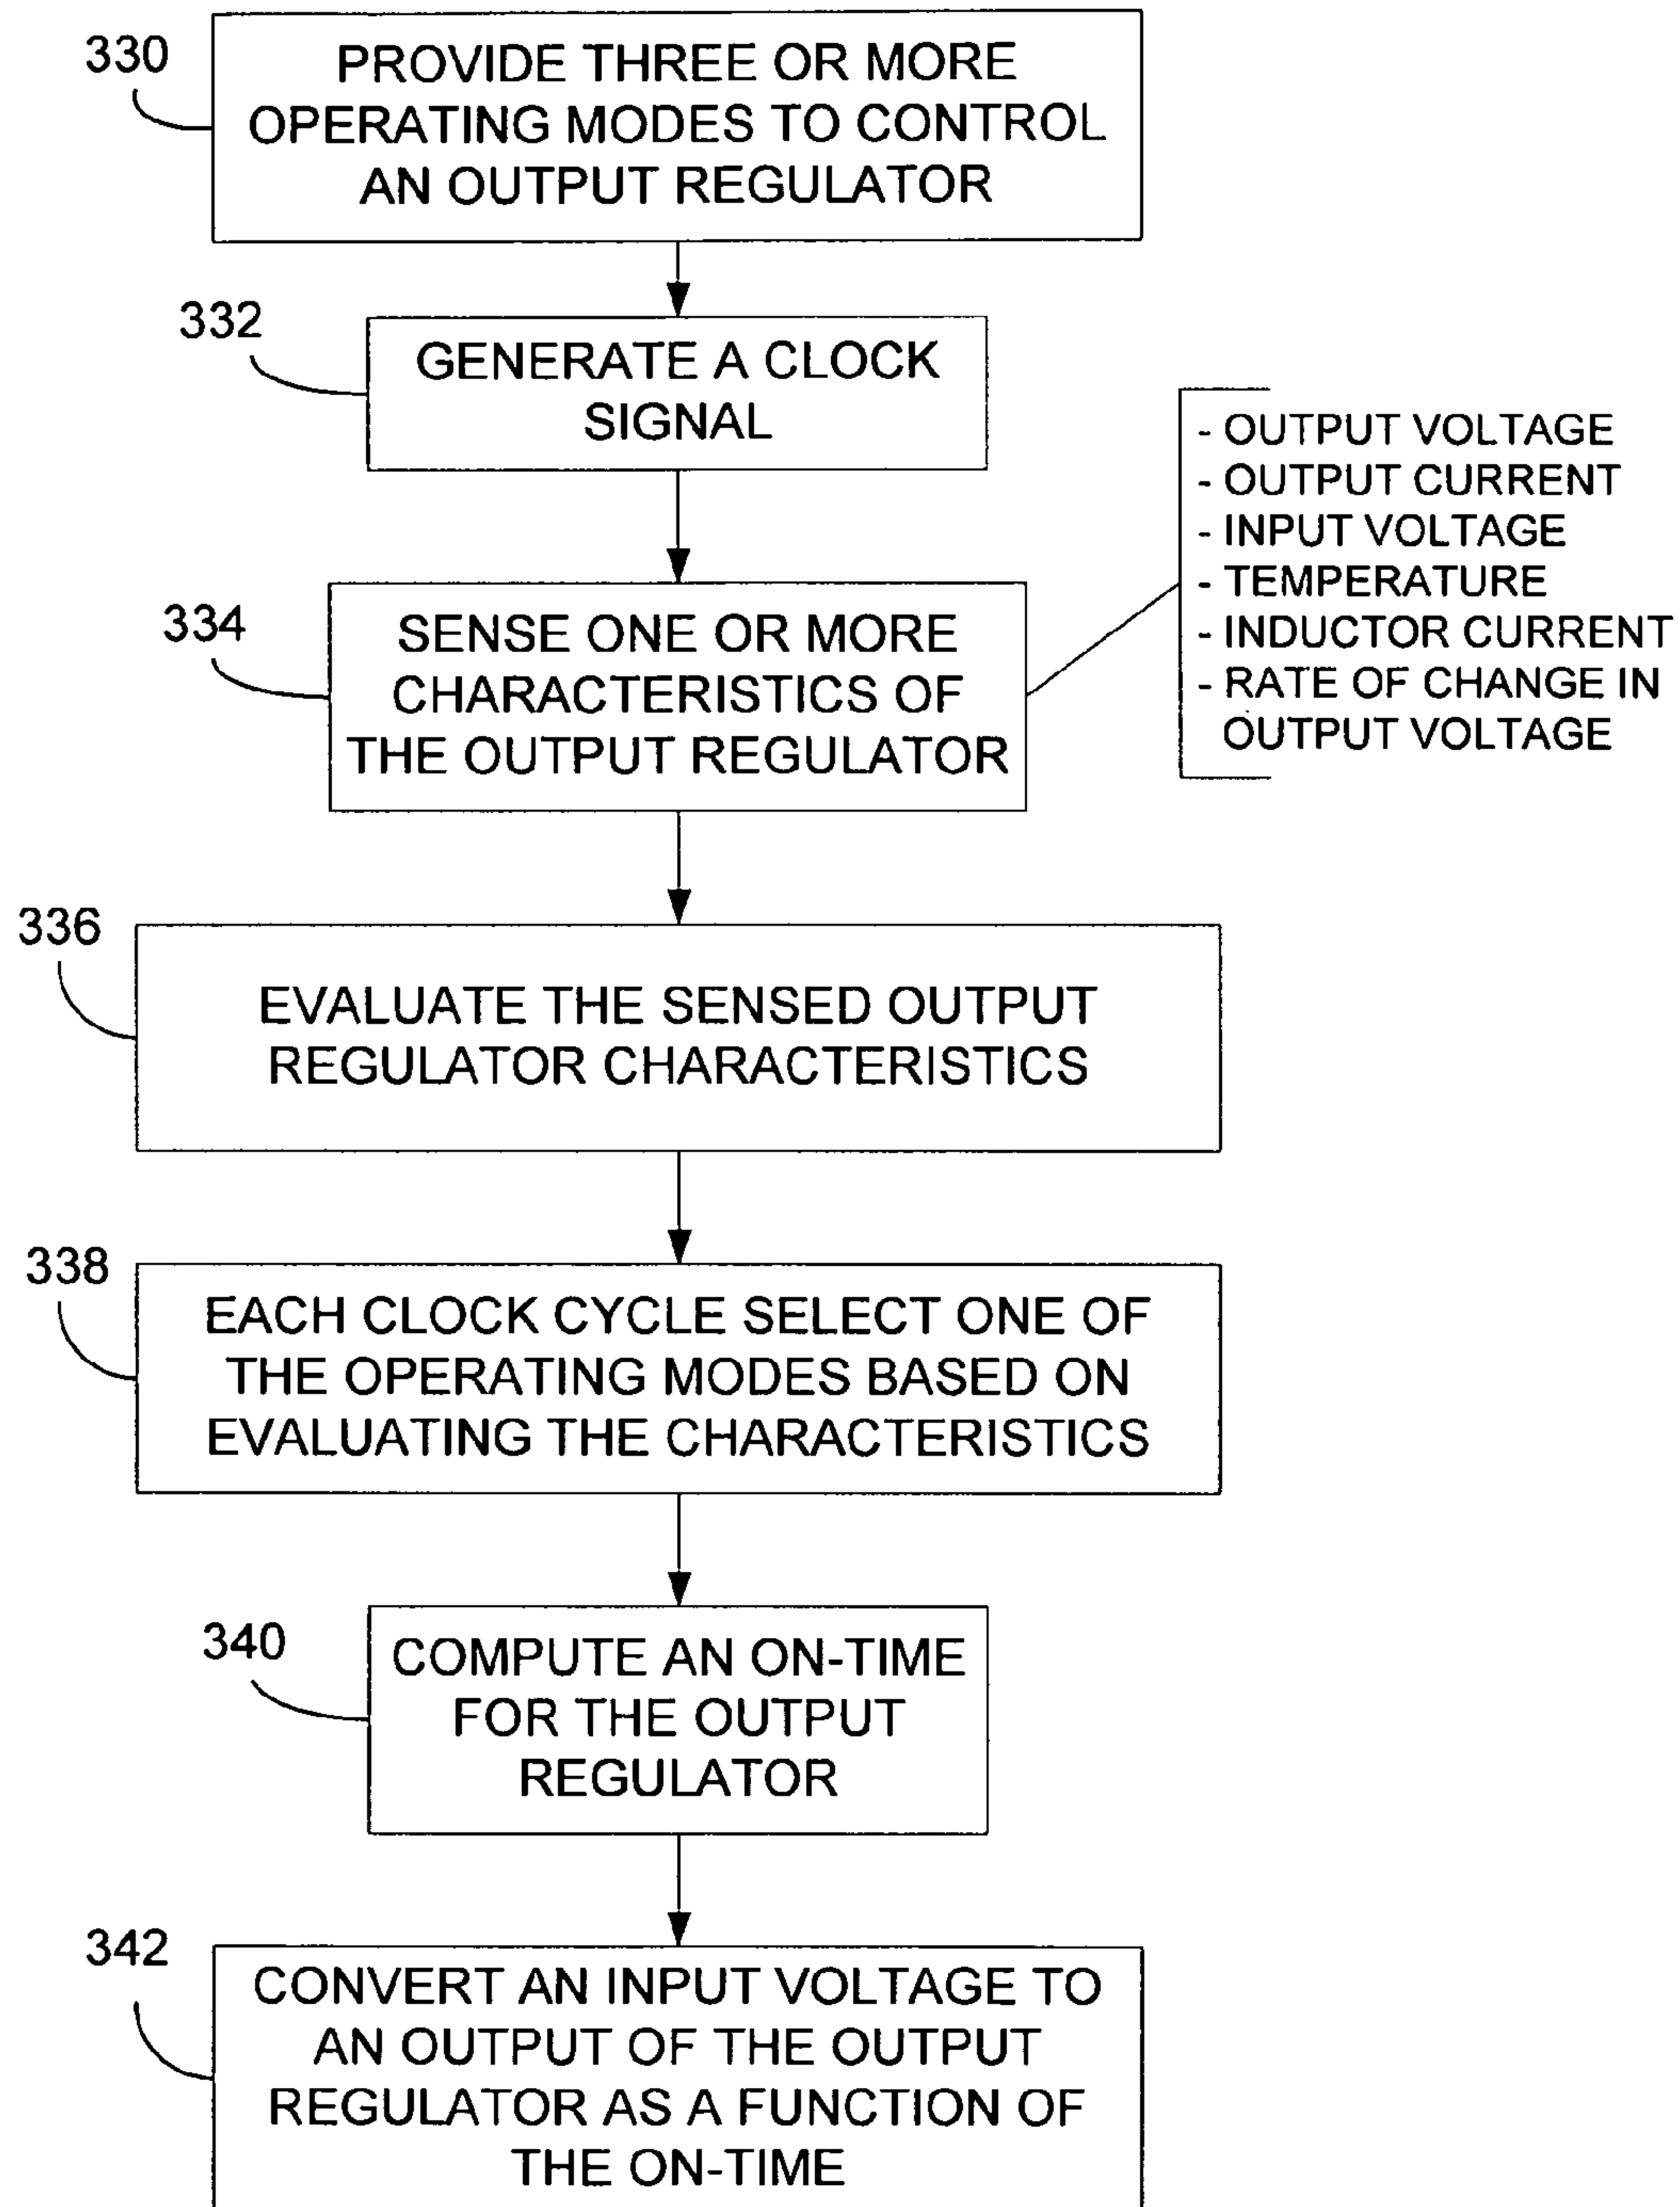 330
PROVIDE THREE OR MORE
OPERATING MODES TO CONTROL
AN OUTPUT REGULATOR
332
GENERATE A CLOCK
SIGNAL
334
SENSE ONE OR MORE
CHARACTERISTICS OF
THE OUTPUT REGULATOR
- OUTPUT VOLTAGE
- OUTPUT CURRENT
- INPUT VOLTAGE
- TEMPERATURE
- INDUCTOR CURRENT
- RATE OF CHANGE IN
OUTPUT VOLTAGE
336
EVALUATE THE SENSED OUTPUT
REGULATOR CHARACTERISTICS
338
EACH CLOCK CYCLE SELECT ONE OF
THE OPERATING MODES BASED ON
EVALUATING THE CHARACTERISTICS
340
COMPUTE AN ON-TIME
FOR THE OUTPUT
REGULATOR
342
CONVERT AN INPUT VOLTAGE TO
AN OUTPUT OF THE OUTPUT
REGULATOR AS A FUNCTION OF
THE ON-TIME